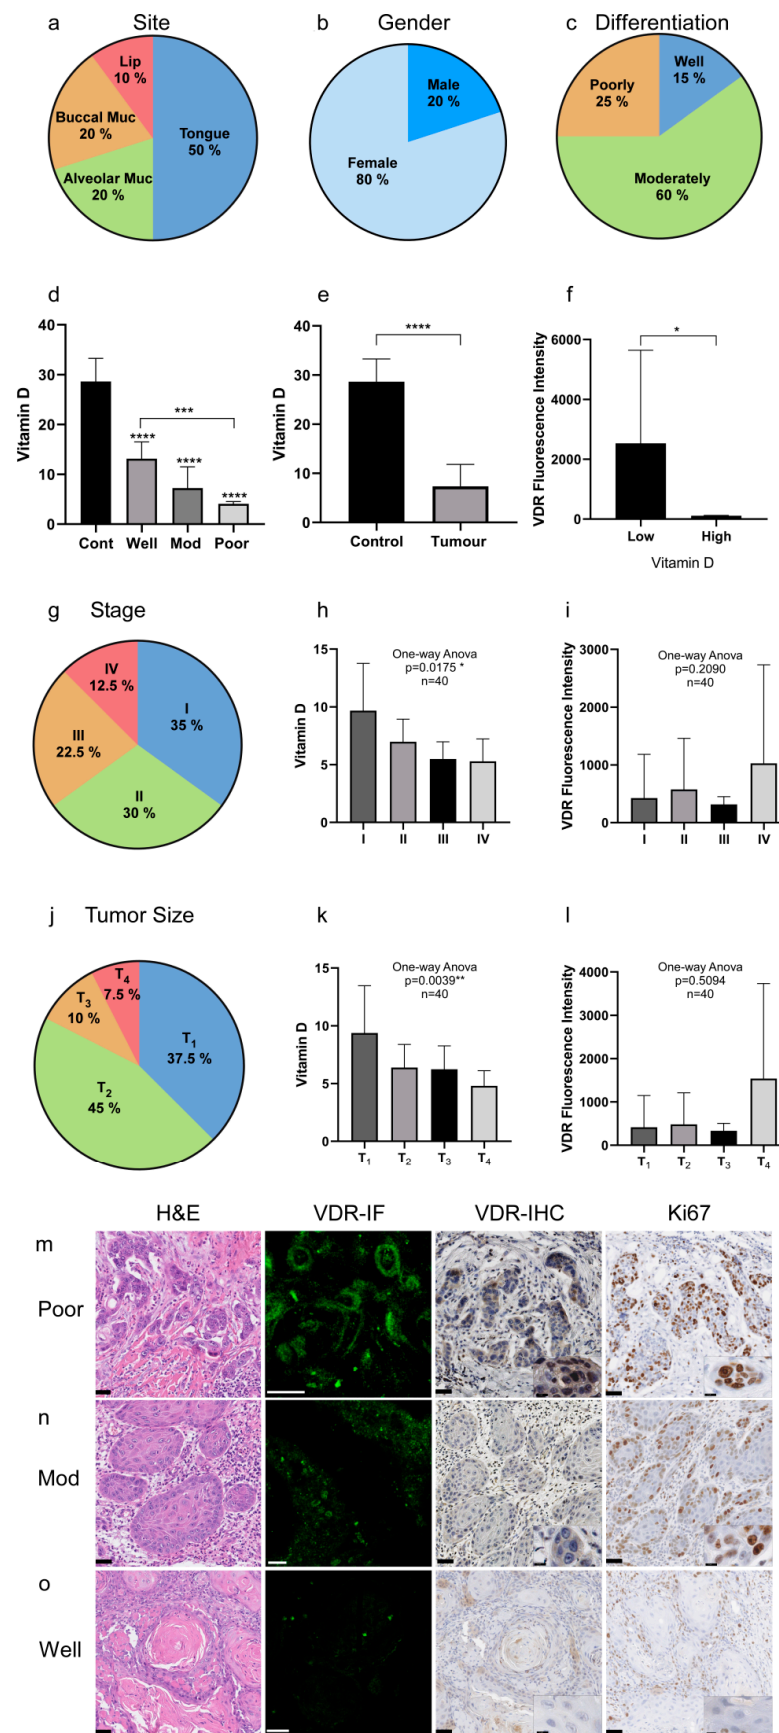 a Site
Lip
10 %
Buccal Muc
20 %
Tongue
50 %
Alveolar Muc
20 %
b Gender
Male
20 %
Female
80 %
c Differentiation
Well
15 %
Poorly
25 %
Moderately
60 %
d
Vitamin D
40
30
20
10
0
***
****
****
****
Cont Well Mod Poor
e
Vitamin D
40
30
20
10
0
****
Control Tumour
f
VDR Fluorescence Intensity
6000
4000
2000
0
*
Low High
Vitamin D
g Stage
IV
12.5 %
I
35 %
III
22.5 %
II
30 %
h
Vitamin D
15
10
5
0
One-way Anova
p=0.0175 *
n=40
I II III IV
i
VDR Fluorescence Intensity
3000
2000
1000
0
One-way Anova
p=0.2090
n=40
I II III IV
j Tumor Size
T4
7.5 %
T3
10 %
T1
37.5 %
T2
45 %
k
Vitamin D
15
10
5
0
One-way Anova
p=0.0039**
n=40
T1 T2 T3 T4
l
VDR Fluorescence Intensity
4000
3000
2000
1000
0
One-way Anova
p=0.5094
n=40
T1 T2 T3 T4
H&E VDR-IF VDR-IHC Ki67
m
Poor
n
Mod
o
Well